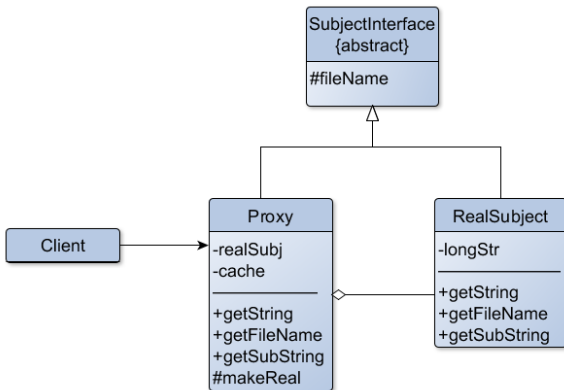 SubjectInterface
{abstract}
#fileName
Client
Proxy
-realSubj
-cache
+getString
+getFileName
+getSubString
#makeReal
RealSubject
-longStr
+getString
+getFileName
+getSubString